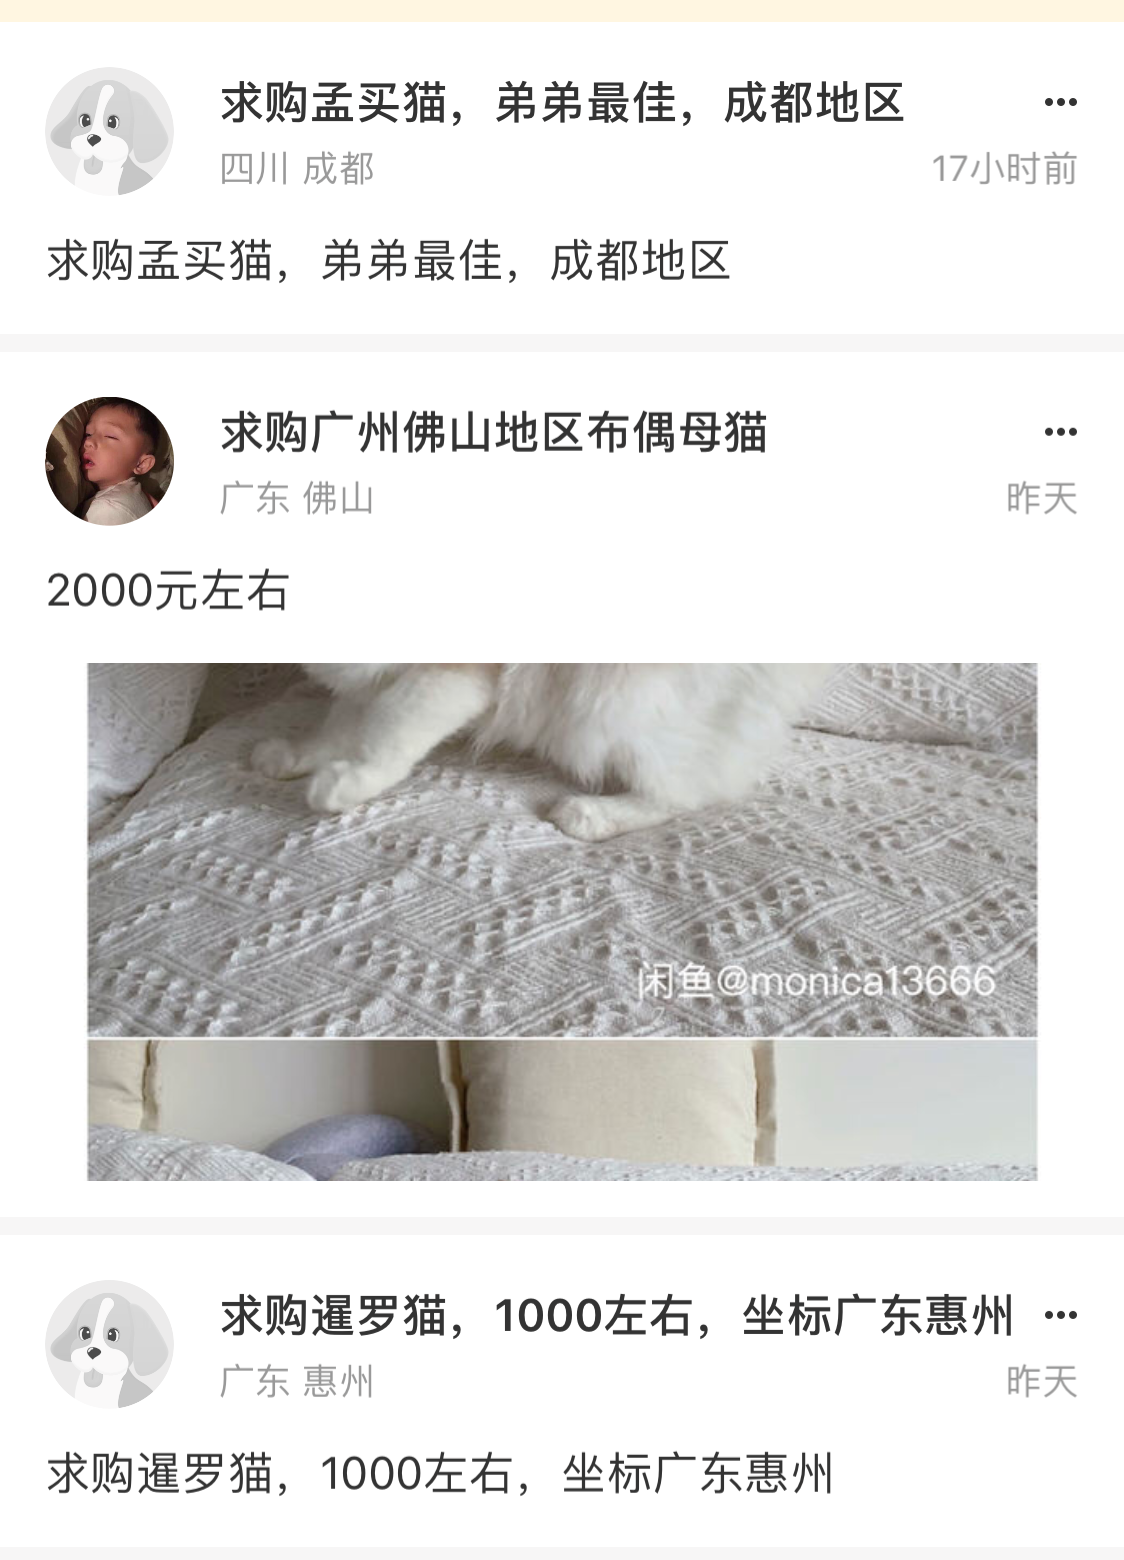 求购孟买猫，弟弟最佳，成都地区
四川 成都
17小时前
求购孟买猫，弟弟最佳，成都地区
求购广州佛山地区布偶母猫
广东 佛山
昨天
2000元左右
闲鱼@monica13666
求购暹罗猫，1000左右，坐标广东惠州
广东 惠州
昨天
求购暹罗猫，1000左右，坐标广东惠州